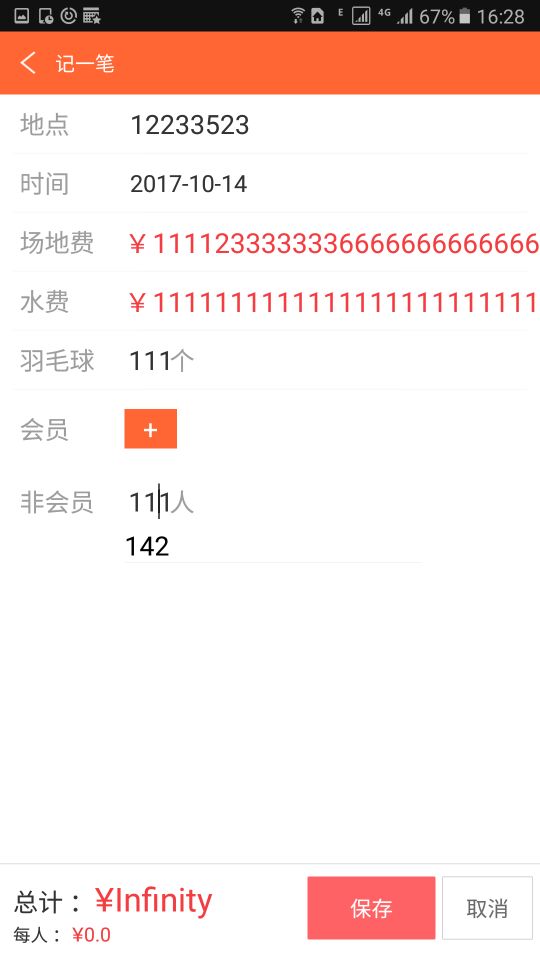 E 4G 67% 16:28
记一笔
地点 12233523
时间 2017-10-14
场地费 ¥ 1111233333336666666666666
水费 ¥ 1111111111111111111111111
羽毛球 111个
会员 +
非会员 111人
142
总计： ¥Infinity
每人： ¥0.0
保存 取消